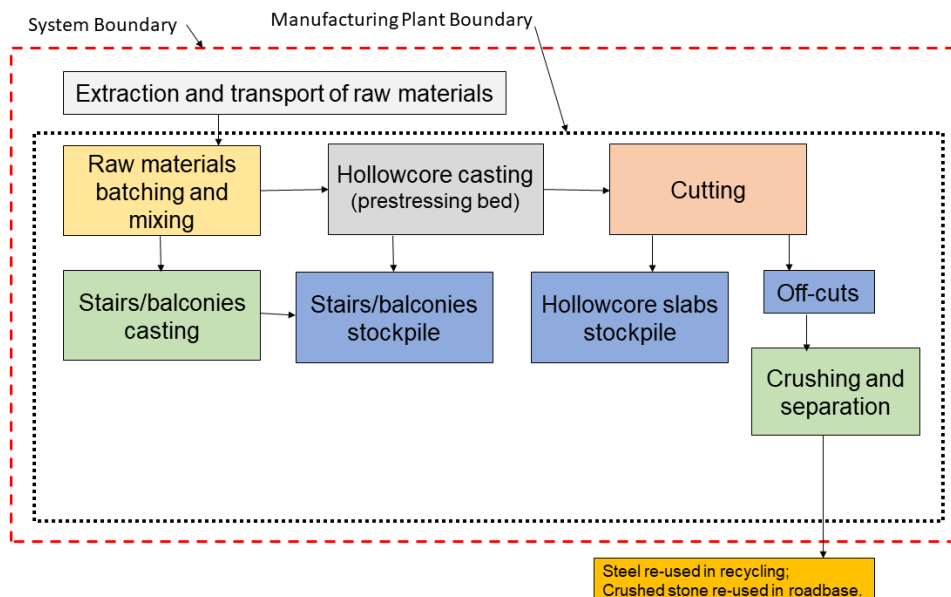 System Boundary
Manufacturing Plant Boundary
Extraction and transport of raw materials
Raw materials
batching and
mixing
Hollowcore casting
(prestressing bed)
Cutting
Stairs/balconies
casting
Stairs/balconies
stockpile
Hollowcore slabs
stockpile
Off-cuts
Crushing and
separation
Steel re-used in recycling;
Crushed stone re-used in roadbase.